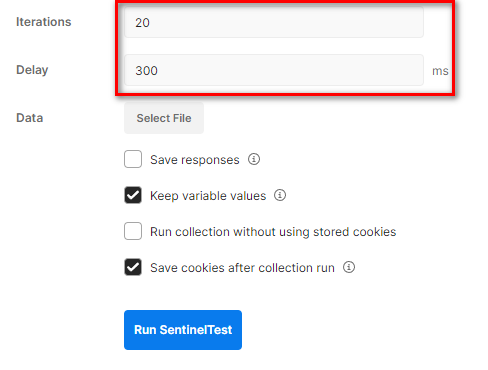 Iterations 20
Delay 300 ms
Data Select File
Save responses
Keep variable values
Run collection without using stored cookies
Save cookies after collection run
Run SentinelTest